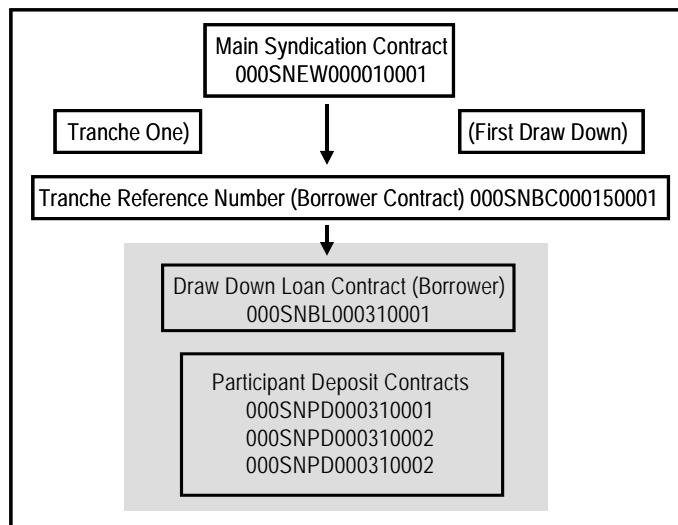 Main Syndication Contract
000SNEW000010001
Tranche One)
(First Draw Down)
Tranche Reference Number (Borrower Contract) 000SNBC000150001
Draw Down Loan Contract (Borrower)
000SNBL000310001
Participant Deposit Contracts
000SNPD000310001
000SNPD000310002
000SNPD000310002